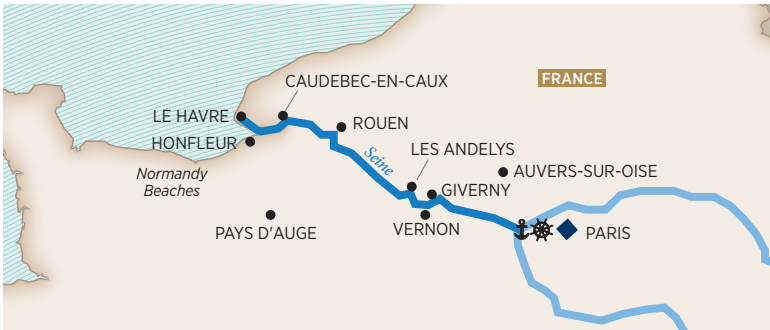 CAUDEBEC-EN-CAUX
FRANCE
LE HAVRE
ROUEN
HONFLEUR
Seine
LES ANDELYS
Normandy
Beaches
AUVERS-SUR-OISE
GIVERNY
PAYS D'AUGE
VERNON
PARIS